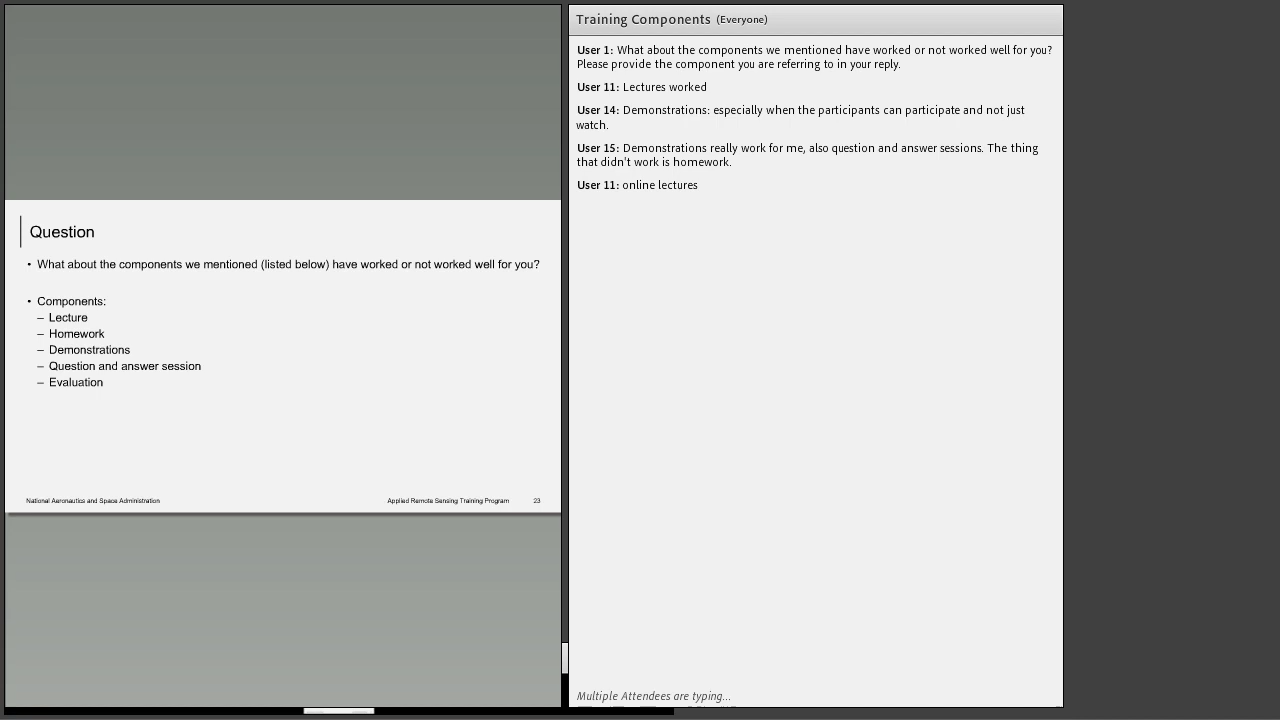 Question
• What about the components we mentioned (listed below) have worked or not worked well for you?
• Components:
– Lecture
– Homework
– Demonstrations
– Question and answer session
– Evaluation
National Aeronautics and Space Administration
Applied Remote Sensing Training Program
23
Training Components (Everyone)
User 1: What about the components we mentioned have worked or not worked well for you?
Please provide the component you are referring to in your reply.
User 11: Lectures worked
User 14: Demonstrations: especially when the participants can participate and not just
watch.
User 15: Demonstrations really work for me, also question and answer sessions. The thing
that didn't work is homework.
User 11: online lectures
Multiple Attendees are typing...